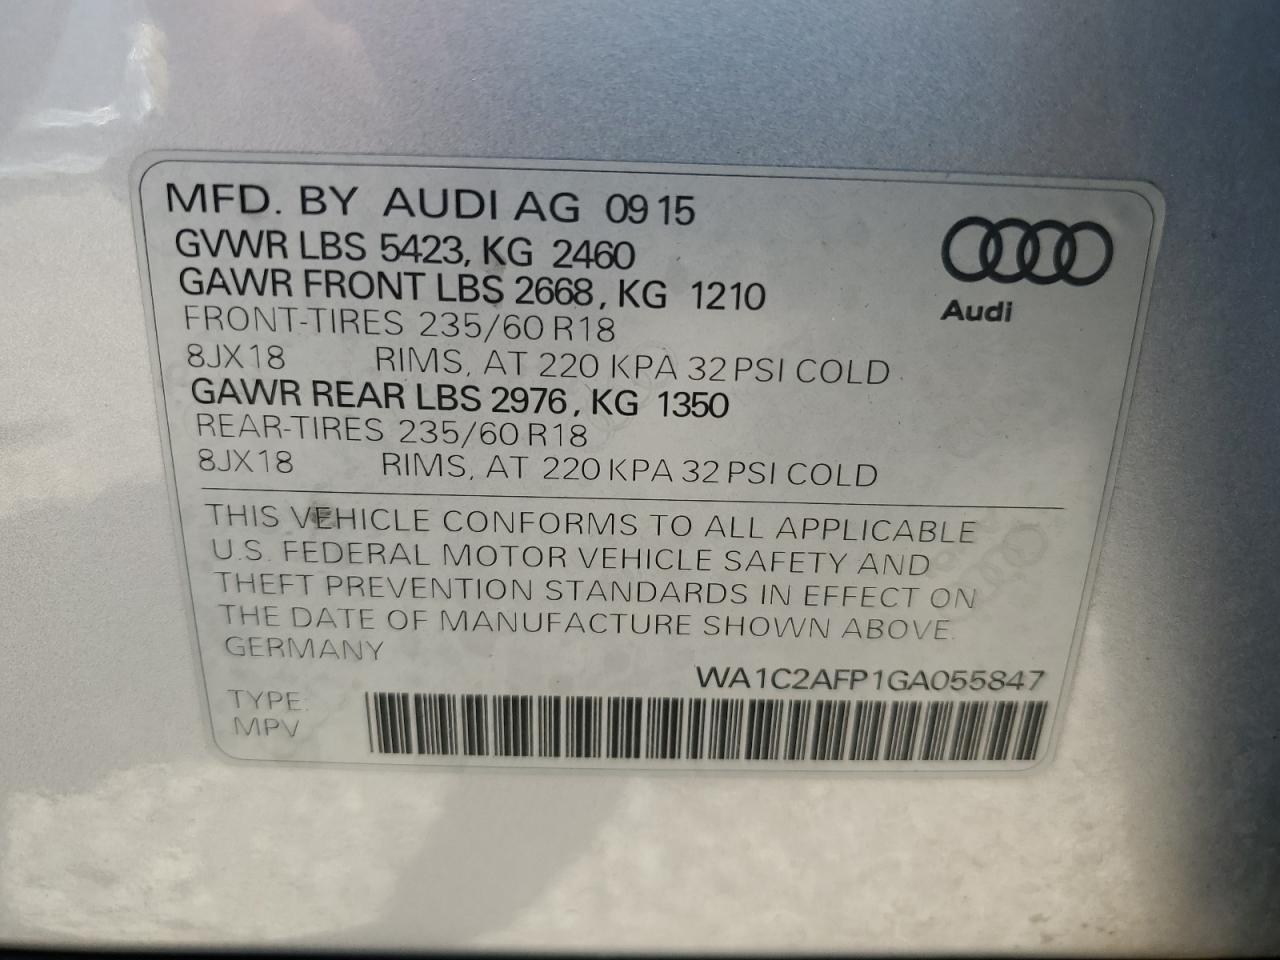 MFD. BY AUDI AG 09 15
GVWR LBS 5423, KG 2460
GAWR FRONT LBS 2668, KG 1210
FRONT-TIRES 235/60 R18
8JX18 RIMS, AT 220 KPA 32 PSI COLD
GAWR REAR LBS 2976, KG 1350
REAR-TIRES 235/60 R18
8JX18 RIMS, AT 220 KPA 32 PSI COLD
Audi
THIS VEHICLE CONFORMS TO ALL APPLICABLE
U.S. FEDERAL MOTOR VEHICLE SAFETY AND
THEFT PREVENTION STANDARDS IN EFFECT ON
THE DATE OF MANUFACTURE SHOWN ABOVE.
GERMANY
WA1C2AFP1GA055847
TYPE:
MPV